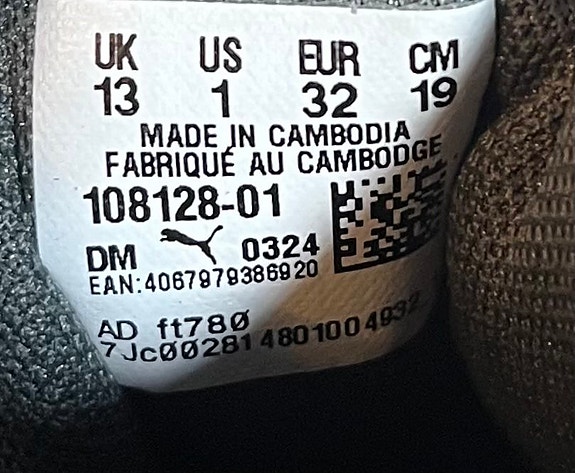 UK US EUR CM
13 1 32 19
MADE IN CAMBODIA
FABRIQUÉ AU CAMBODGE
108128-01
DM 0324
EAN:4067979386920
AD ft780
7Jc002814801004932